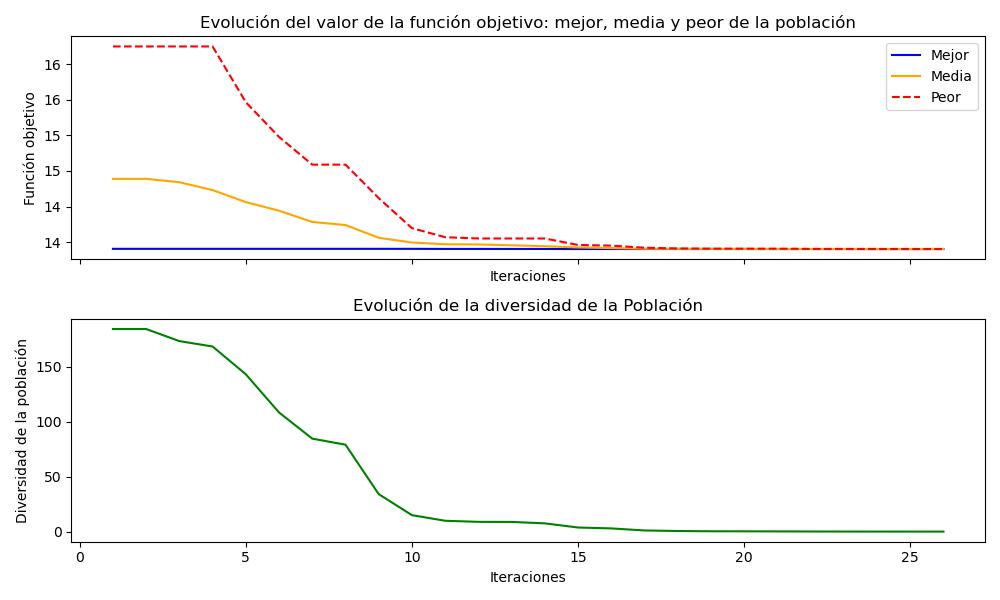 Evolución del valor de la función objetivo: mejor, media y peor de la población
Función objetivo
16
16
15
15
14
14
Mejor
Media
Peor
Iteraciones
Evolución de la diversidad de la Población
Diversidad de la población
150
100
50
0
0 5 10 15 20 25
Iteraciones